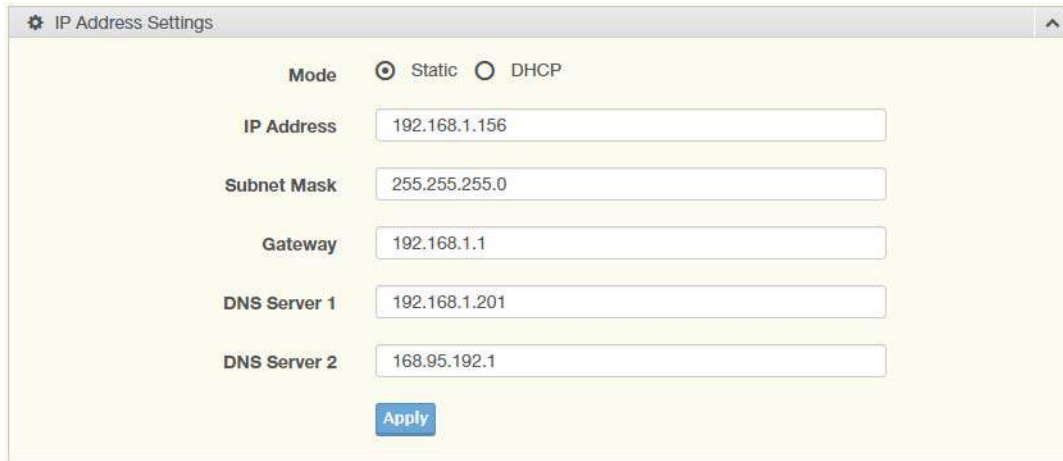 IP Address Settings
Mode Static DHCP
IP Address 192.168.1.156
Subnet Mask 255.255.255.0
Gateway 192.168.1.1
DNS Server 1 192.168.1.201
DNS Server 2 168.95.192.1
Apply